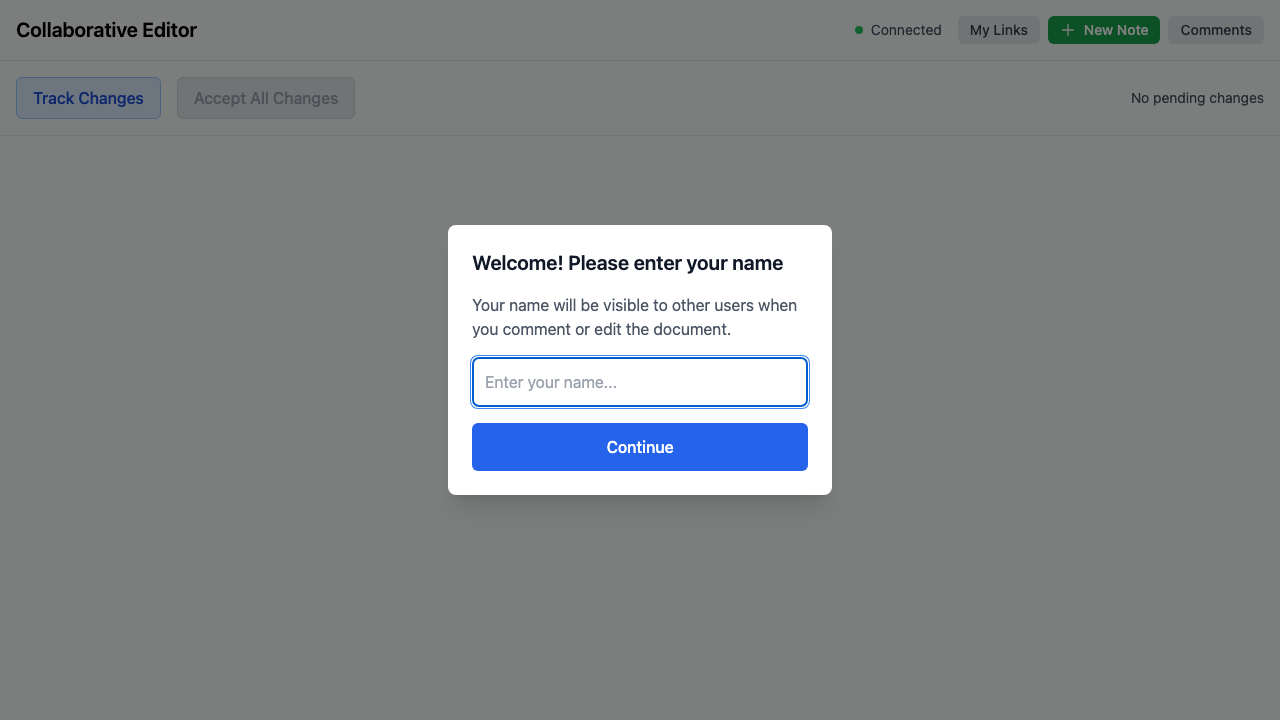 Collaborative Editor
Connected
My Links
New Note
Comments
Track Changes
Accept All Changes
No pending changes
Welcome! Please enter your name
Your name will be visible to other users when
you comment or edit the document.
Enter your name...
Continue